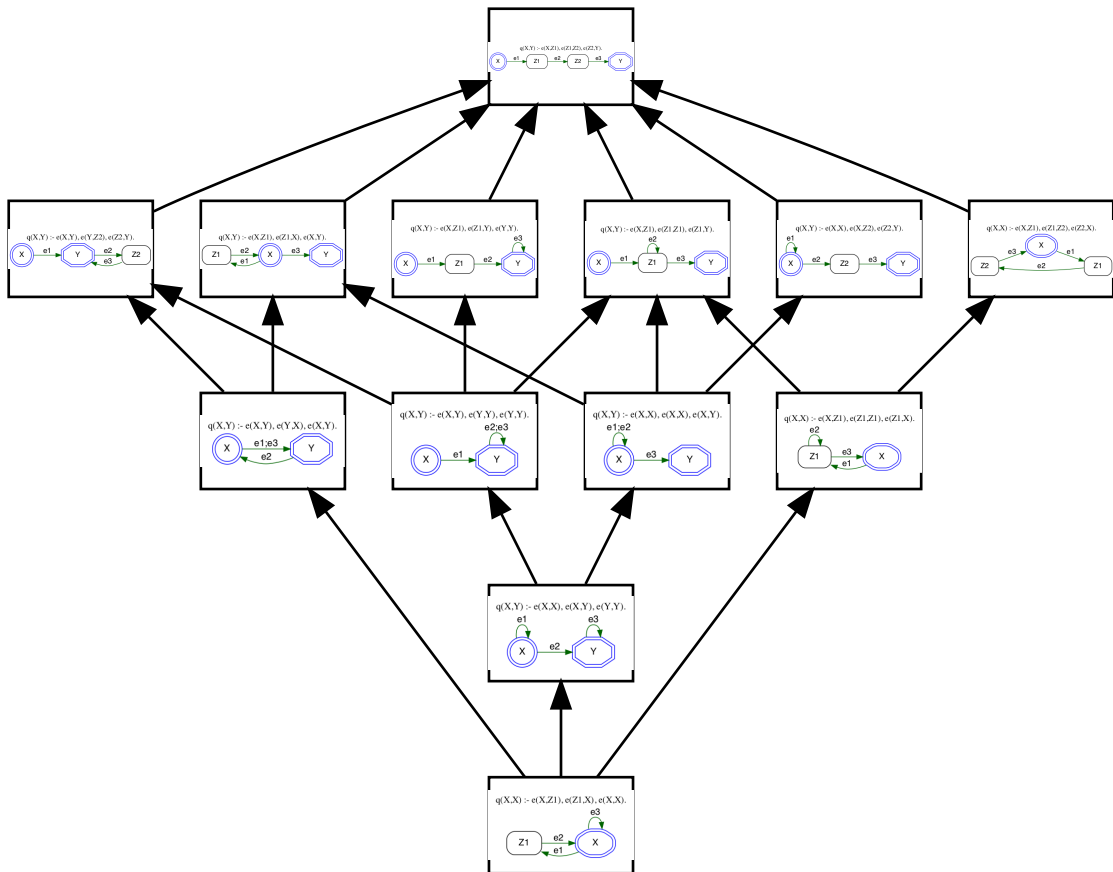 q(X,Y) :- e(X,Z1), e(Z1,Z2), e(Z2,Y).
X e1 Z1 e2 Z2 e3 Y
q(X,Y) :- e(X,Y), e(Y,Z2), e(Z2,Y).
X e1 Y e2 e3 Z2
q(X,Y) :- e(X,Z1), e(Z1,X), e(X,Y).
Z1 e2 e1 X e3 Y
q(X,Y) :- e(X,Z1), e(Z1,Y), e(Y,Y).
e3
X e1 Z1 e2 Y
q(X,Y) :- e(X,Z1), e(Z1,Z1), e(Z1,Y).
e2
X e1 Z1 e3 Y
q(X,Y) :- e(X,X), e(X,Z2), e(Z2,Y).
e1
X e2 Z2 e3 Y
q(X,X) :- e(X,Z1), e(Z1,Z2), e(Z2,X).
X
e3 e1
Z2 e2 Z1
q(X,Y) :- e(X,Y), e(Y,X), e(X,Y).
X e1;e3 e2 Y
q(X,Y) :- e(X,Y), e(Y,Y), e(Y,Y).
e2;e3
X e1 Y
q(X,Y) :- e(X,X), e(X,X), e(X,Y).
e1;e2
X e3 Y
q(X,X) :- e(X,Z1), e(Z1,Z1), e(Z1,X).
e2
Z1 e3 e1 X
q(X,Y) :- e(X,X), e(X,Y), e(Y,Y).
e1 e3
X e2 Y
q(X,X) :- e(X,Z1), e(Z1,X), e(X,X).
e3
Z1 e2 e1 X